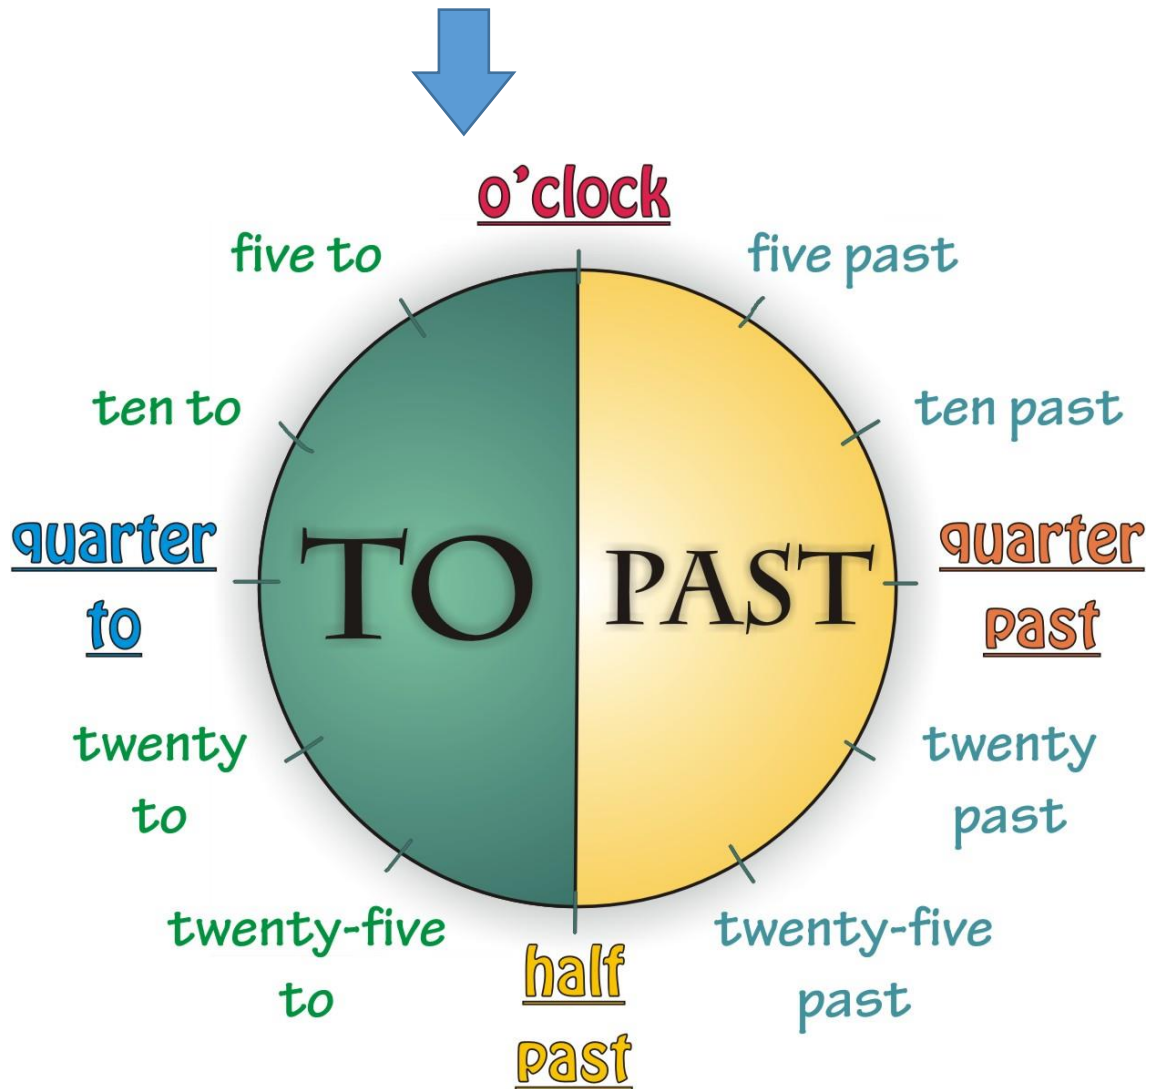 o’clock
five to
five past
ten to
ten past
quarter
to
TO
PAST
quarter
past
twenty
to
twenty
past
twenty-five
to
twenty-five
past
half
past